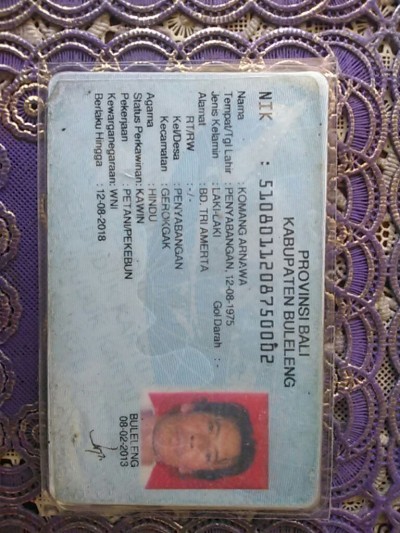 PROVINSI BALI
KABUPATEN BULELENG
NIK : 5108011208750002
Nama : KOMANG ARNAWA
Tempat/Tgl Lahir : PENYABANGAN, 12-08-1975
Jenis Kelamin : LAKI-LAKI Gol Darah : -
Alamat : BD. TRI AMERTA
RT/RW : -/-
Kel/Desa : PENYABANGAN
Kecamatan : GEROKGAK
Agama : HINDU
Status Perkawinan: KAWIN
Pekerjaan : PETANI/PEKEBUN
Kewarganegaraan: WNI
Berlaku Hingga : 12-08-2018
BULELENG
08-02-2013